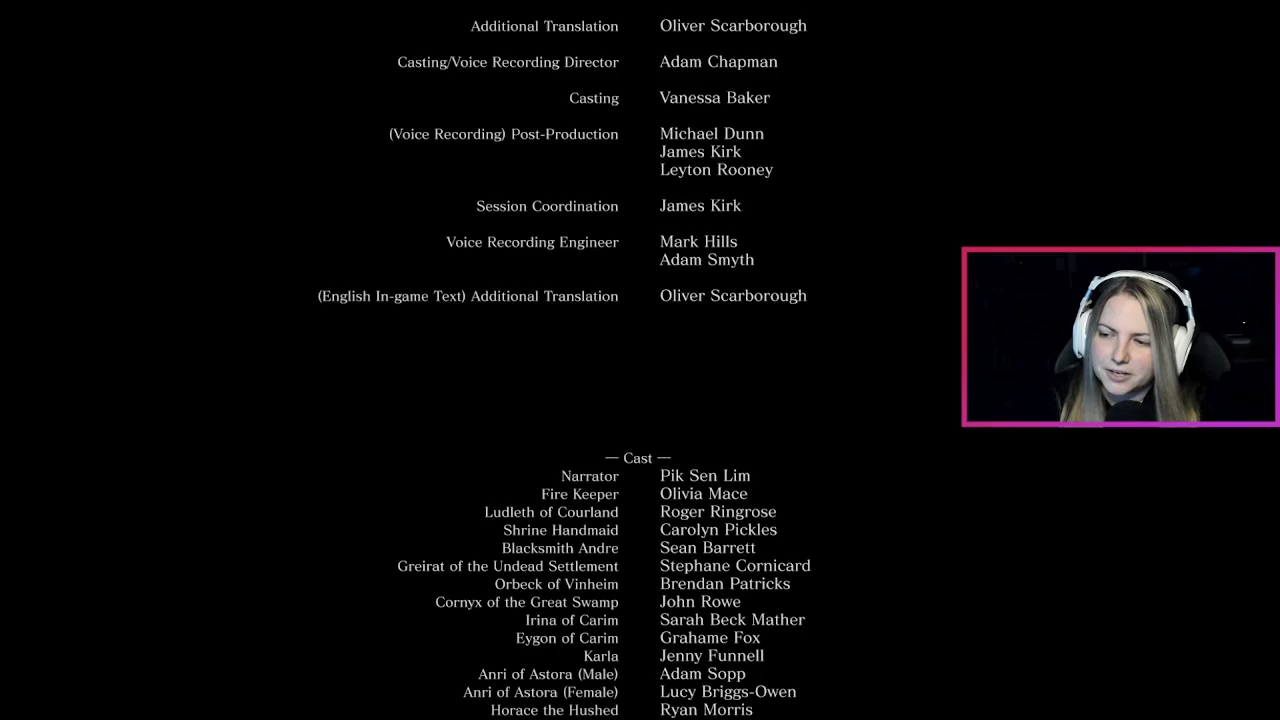 Additional Translation Oliver Scarborough
Casting/Voice Recording Director Adam Chapman
Casting Vanessa Baker
(Voice Recording) Post-Production Michael Dunn
James Kirk
Leyton Rooney
Session Coordination James Kirk
Voice Recording Engineer Mark Hills
Adam Smyth
(English In-game Text) Additional Translation Oliver Scarborough
— Cast —
Narrator Pik Sen Lim
Fire Keeper Olivia Mace
Ludleth of Courland Roger Ringrose
Shrine Handmaid Carolyn Pickles
Blacksmith Andre Sean Barrett
Greirat of the Undead Settlement Stephane Cornicard
Orbeck of Vinheim Brendan Patricks
Cornyx of the Great Swamp John Rowe
Irina of Carim Sarah Beck Mather
Eygon of Carim Grahame Fox
Karla Jenny Funnell
Anri of Astora (Male) Adam Sopp
Anri of Astora (Female) Lucy Briggs-Owen
Horace the Hushed Ryan Morris